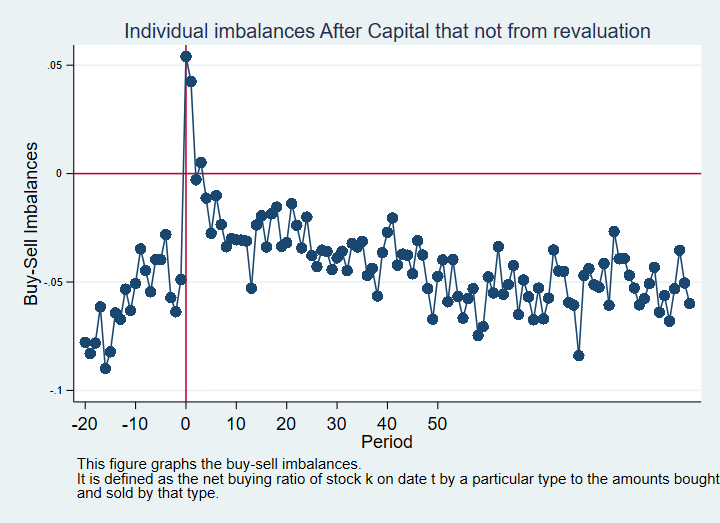 Individual imbalances After Capital that not from revaluation
Buy-Sell Imbalances
.05
0
-.05
-.1
-20 -10 0 10 20 30 40 50
Period
This figure graphs the buy-sell imbalances.
It is defined as the net buying ratio of stock k on date t by a particular type to the amounts bought
and sold by that type.